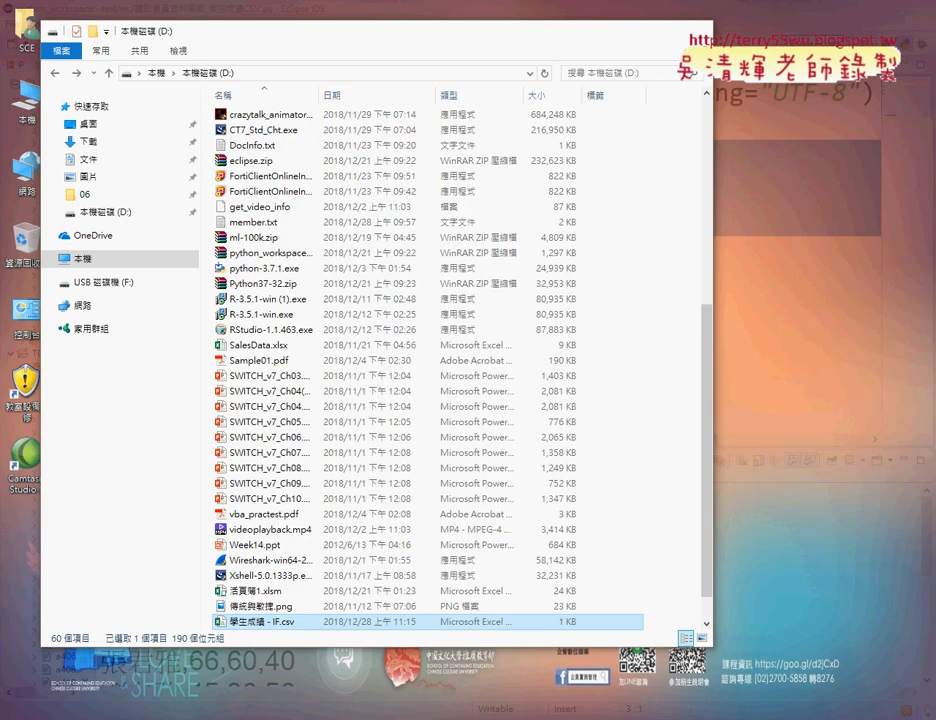 本機磁碟 (D:)
http://terry55wu.blogspot.tw
檔案 常用 共用 檢視
吳清輝老師錄製
本機 本機磁碟 (D:) 搜尋 本機磁碟 (D:)
ng="UTF-8")
名稱 日期 類型 大小 標籤
快速存取
桌面
下載
文件
圖片
06
本機磁碟 (D:)
OneDrive
本機
USB 磁碟機 (F:)
網路
家用群組
crazytalk_animator... 2018/11/29 下午 07:14 應用程式 684,248 KB
CT7_Std_Cht.exe 2018/11/29 下午 07:04 應用程式 216,950 KB
DocInfo.txt 2018/11/23 下午 09:20 文字文件 1 KB
eclipse.zip 2018/12/21 上午 09:22 WinRAR ZIP 壓縮檔 232,623 KB
FortiClientOnlineIn... 2018/11/23 下午 09:51 應用程式 822 KB
FortiClientOnlineIn... 2018/11/23 下午 09:42 應用程式 822 KB
get_video_info 2018/12/2 上午 11:03 檔案 87 KB
member.txt 2018/12/28 上午 09:57 文字文件 2 KB
ml-100k.zip 2018/12/19 下午 04:45 WinRAR ZIP 壓縮檔 4,809 KB
python_workspace... 2018/12/21 上午 09:22 WinRAR ZIP 壓縮檔 1,297 KB
python-3.7.1.exe 2018/12/3 下午 01:54 應用程式 24,939 KB
Python37-32.zip 2018/12/21 上午 09:23 WinRAR ZIP 壓縮檔 32,953 KB
R-3.5.1-win (1).exe 2018/12/11 下午 02:48 應用程式 80,935 KB
R-3.5.1-win.exe 2018/12/12 下午 02:25 應用程式 80,935 KB
RStudio-1.1.463.exe 2018/12/12 下午 02:26 應用程式 87,883 KB
SalesData.xlsx 2018/11/21 下午 04:56 Microsoft Excel ... 9 KB
Sample01.pdf 2018/12/4 下午 02:30 Adobe Acrobat ... 190 KB
SWITCH_v7_Ch03.... 2018/11/1 下午 12:04 Microsoft Power... 1,403 KB
SWITCH_v7_Ch04(... 2018/11/1 下午 12:04 Microsoft Power... 2,081 KB
SWITCH_v7_Ch04.... 2018/11/1 下午 12:04 Microsoft Power... 2,081 KB
SWITCH_v7_Ch05.... 2018/11/1 下午 12:05 Microsoft Power... 776 KB
SWITCH_v7_Ch06.... 2018/11/1 下午 12:06 Microsoft Power... 2,065 KB
SWITCH_v7_Ch07.... 2018/11/1 下午 12:08 Microsoft Power... 1,358 KB
SWITCH_v7_Ch08.... 2018/11/1 下午 12:08 Microsoft Power... 1,249 KB
SWITCH_v7_Ch09.... 2018/11/1 下午 12:08 Microsoft Power... 752 KB
SWITCH_v7_Ch10.... 2018/11/1 下午 12:08 Microsoft Power... 1,347 KB
vba_practest.pdf 2018/12/4 下午 02:08 Adobe Acrobat ... 3 KB
videoplayback.mp4 2018/12/2 上午 11:03 MP4 - MPEG-4 ... 3,414 KB
Week14.ppt 2012/6/13 下午 04:16 Microsoft Power... 684 KB
Wireshark-win64-2... 2018/12/1 下午 01:55 應用程式 58,142 KB
Xshell-5.0.1333p.e... 2018/11/17 上午 08:58 應用程式 32,231 KB
活頁簿1.xlsm 2018/12/21 下午 01:23 Microsoft Excel ... 24 KB
傳統與敏捷.png 2018/11/12 下午 07:06 PNG 檔案 23 KB
學生成績 - IF.csv 2018/12/28 上午 11:15 Microsoft Excel ... 1 KB
60 個項目 已選取 1 個項目 190 個位元組
SCE
本機
網路
資源回收
控制台
Camtas
Studio
張君雅,66,60,40
SHARE
中國文化大學推廣教育部
加LINE諮詢
課程資訊 https://goo.gl/d2jCxD
諮詢專線 (02)2700-5858 轉8276
Writable Insert 3 : 1